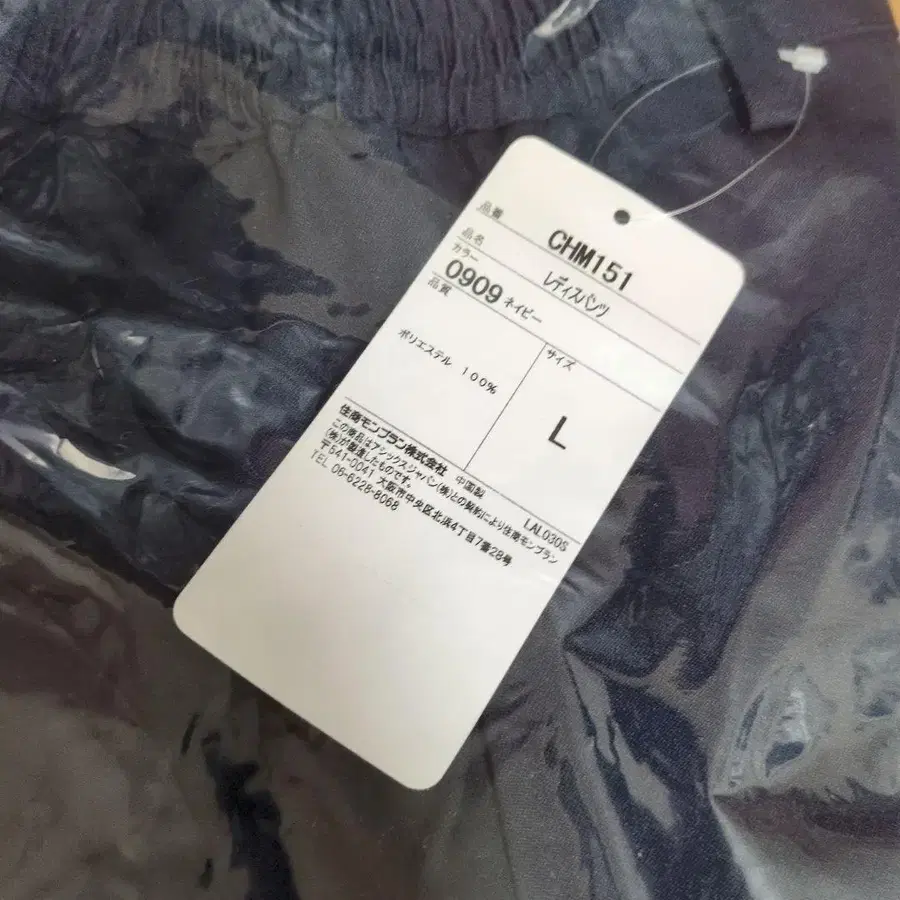 品番 CHM151
品名 レディスパンツ
カラー 0909 ネイビー
品質 サイズ
ポリエステル 100% L
住商モンブラン株式会社 中国製 LAL030S
この商品はアシックスジャパン(株)との契約により住商モンブラン
(株)が製造したものです。
〒541-0041 大阪市中央区北浜4丁目7番28号
TEL 06-6228-8068